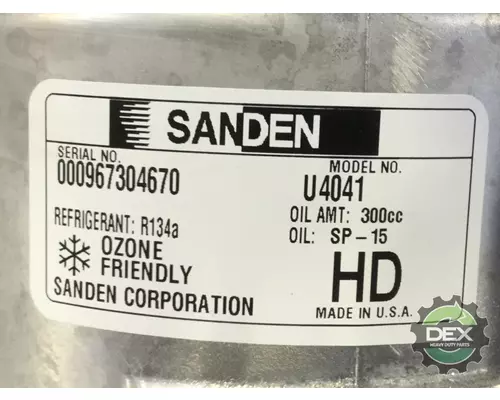 SANDEN
SERIAL NO.
000967304670
MODEL NO.
U4041
REFRIGERANT: R134a
OIL AMT: 300cc
OIL: SP-15
OZONE
FRIENDLY
HD
SANDEN CORPORATION
MADE IN U.S.A.
DEX
HEAVY DUTY PARTS